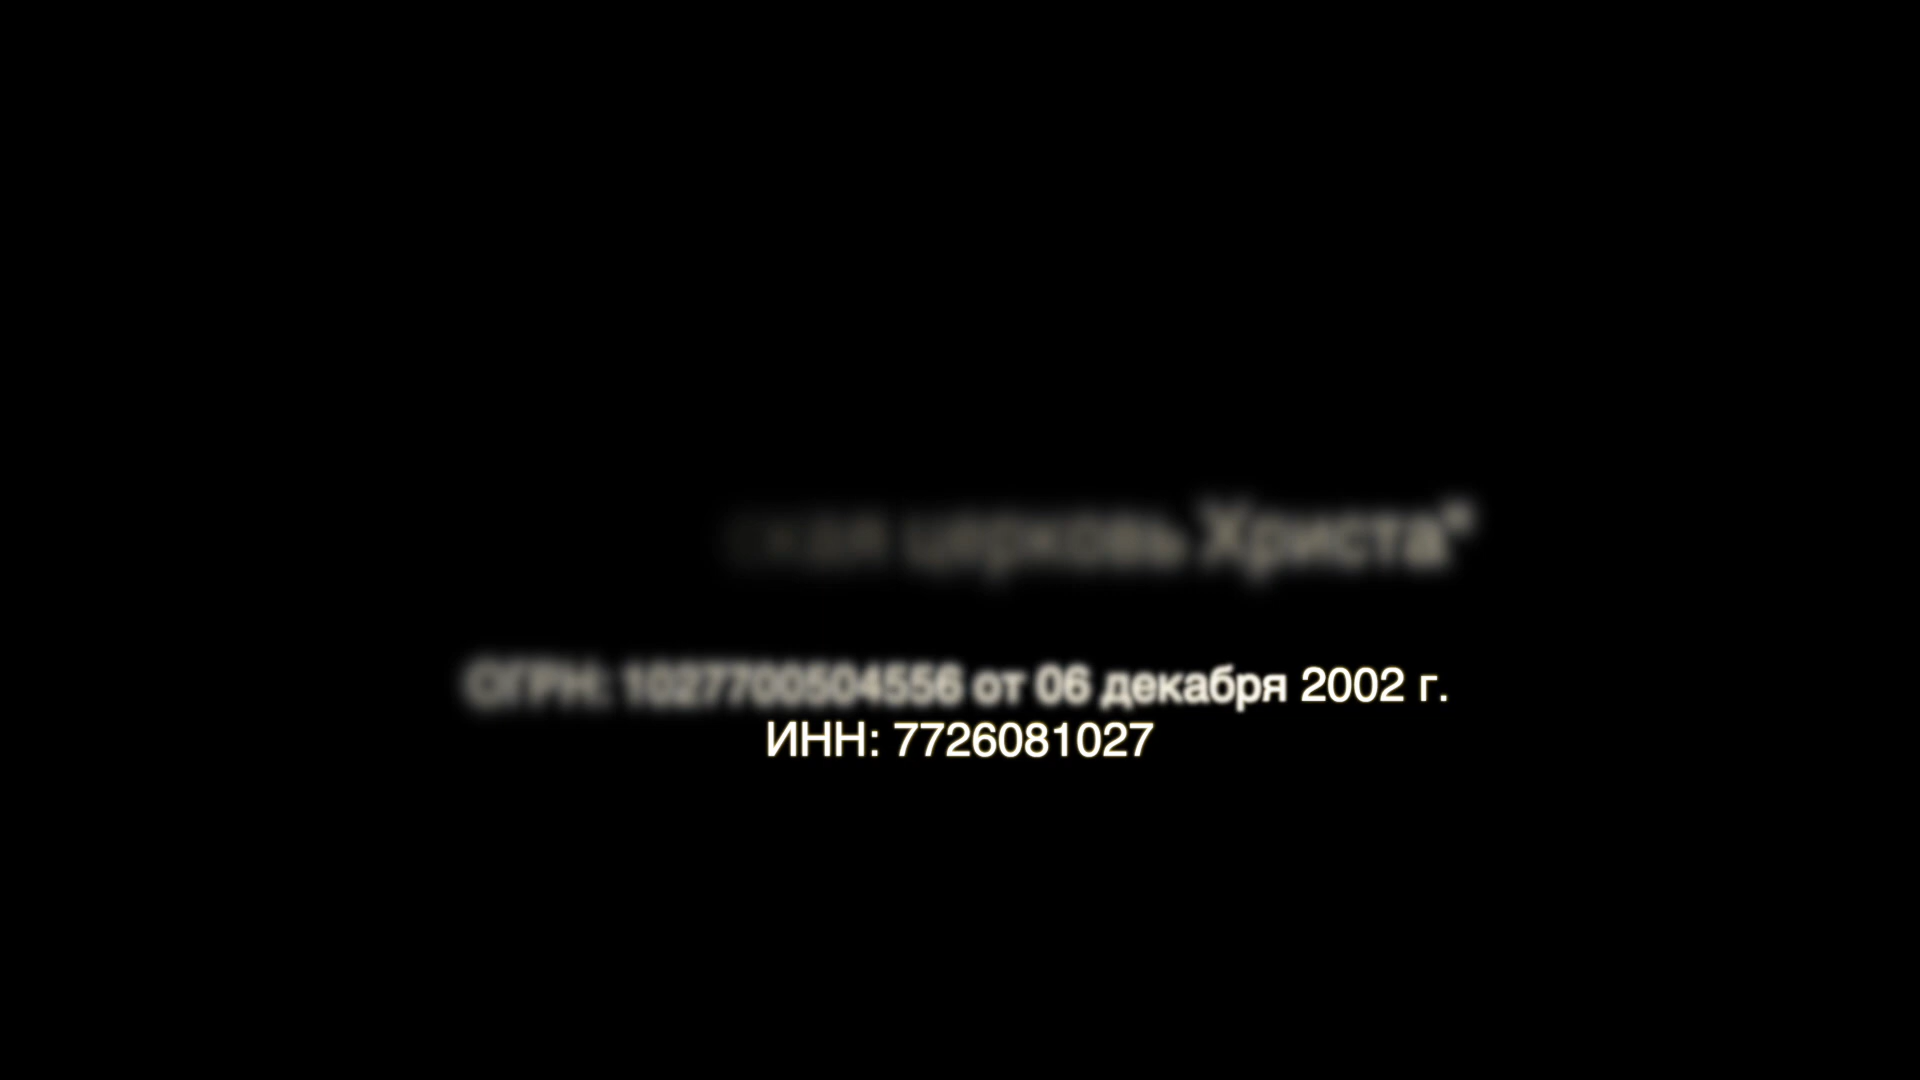 церковь Христа"
ОГРН: 1027700504556 от 06 декабря 2002 г.
ИНН: 7726081027